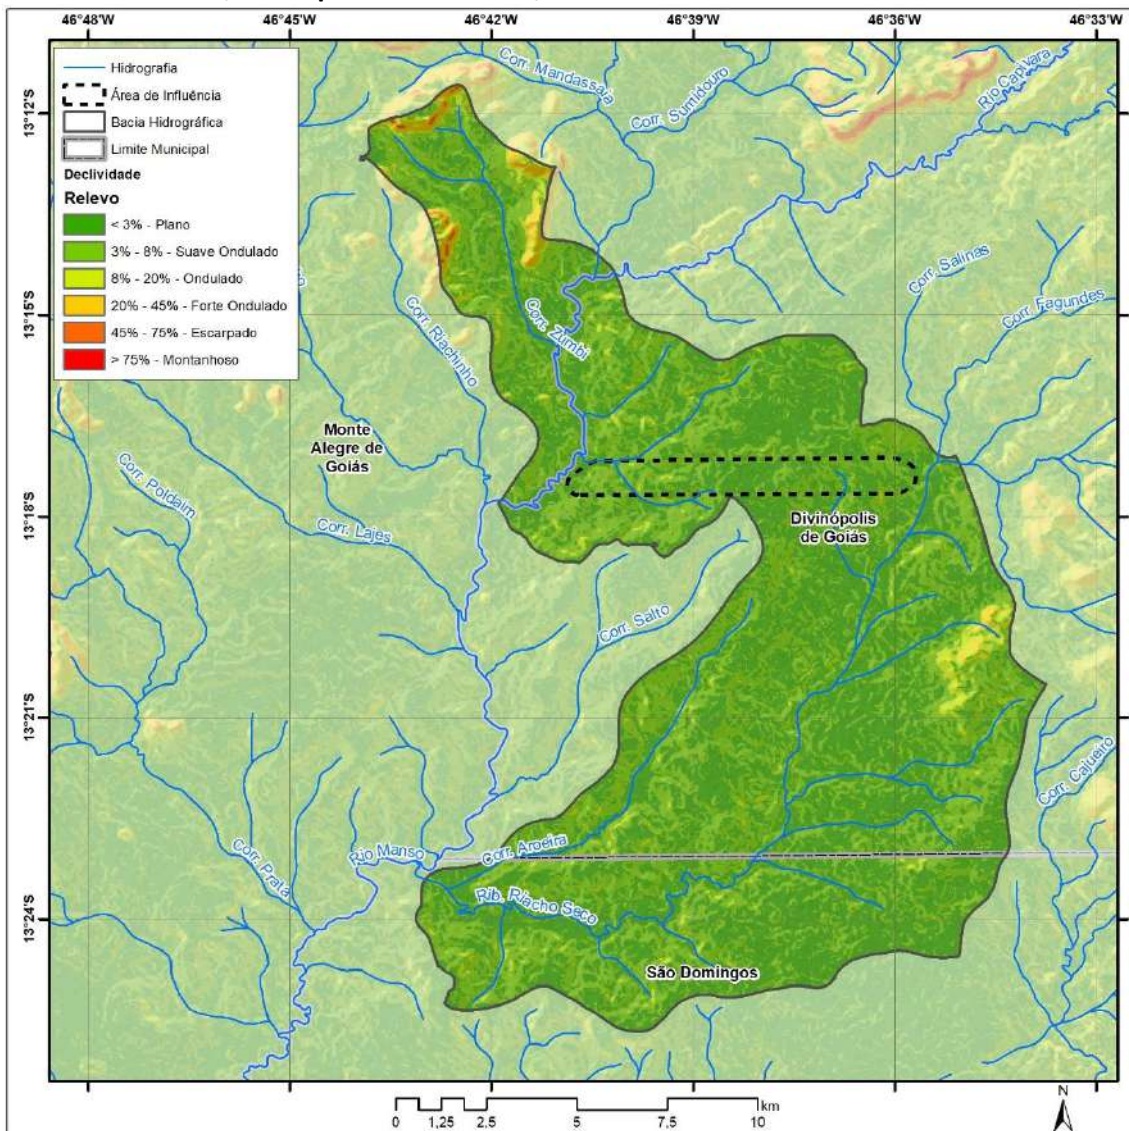 46°48'W
46°45'W
46°42'W
46°39'W
46°36'W
46°33'W
13°12'S
13°15'S
13°18'S
13°21'S
13°24'S
Hidrografia
Área de Influência
Bacia Hidrográfica
Limite Municipal
Declividade
Relevo
< 3% - Plano
3% - 8% - Suave Ondulado
8% - 20% - Ondulado
20% - 45% - Forte Ondulado
45% - 75% - Escarpado
> 75% - Montanhoso
Corr. Mandassaia
Corr. Sumidouro
Rio Capivara
Corr. Salinas
Corr. Fagundes
Corr. Riachinho
Corr. Zumbi
Monte
Alegre de
Goiás
Corr. Poldaim
Corr. Lajes
Divinópolis
de Goiás
Corr. Salto
Corr. Cajueiro
Rio Manso
Corr. Aroeira
Corr. Prata
Rib. Riacho Seco
São Domingos
0
1,25
2,5
5
7,5
10
km
N